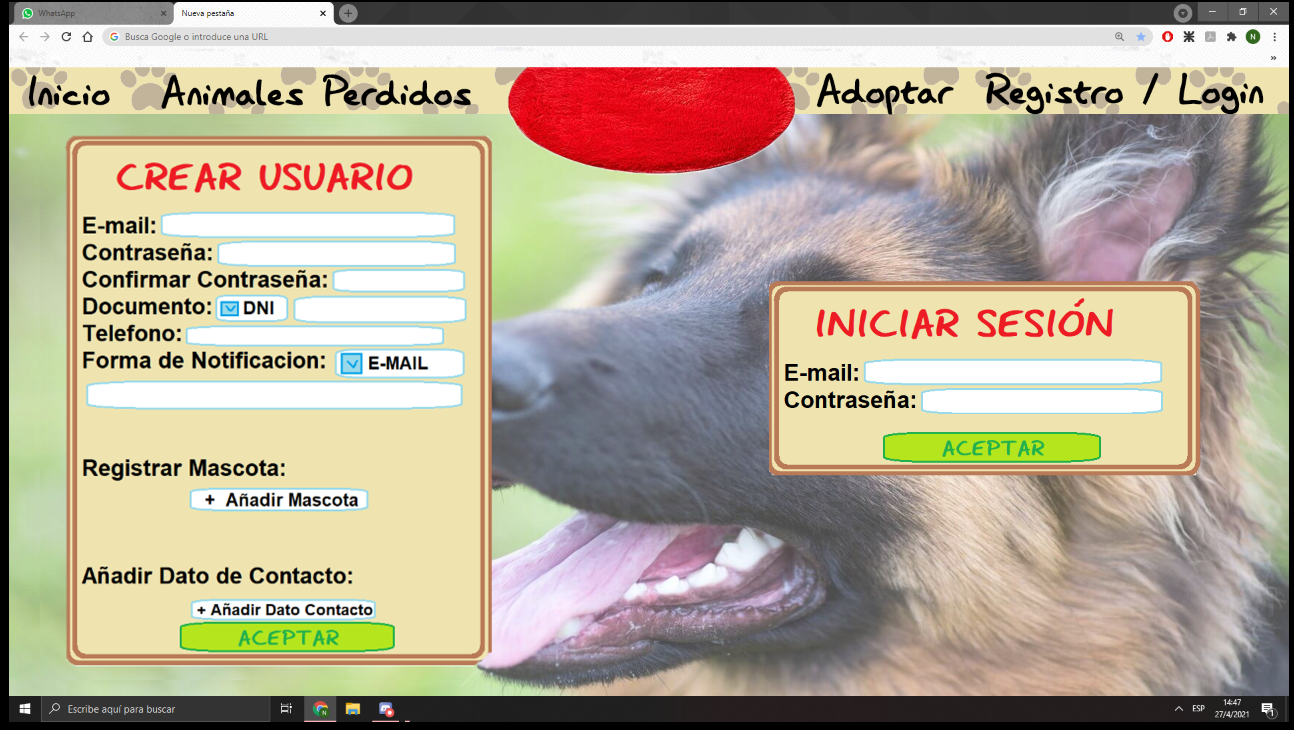 WhatsApp
Nueva pestaña
Busca Google o introduce una URL
N
Inicio Animales Perdidos Adoptar Registro / Login
CREAR USUARIO
E-mail:
Contraseña:
Confirmar Contraseña:
Documento: DNI
Telefono:
Forma de Notificacion: E-MAIL
Registrar Mascota:
+ Añadir Mascota
Añadir Dato de Contacto:
+ Añadir Dato Contacto
ACEPTAR
INICIAR SESIÓN
E-mail:
Contraseña:
ACEPTAR
Escribe aquí para buscar
ESP
14:47
27/4/2021
1